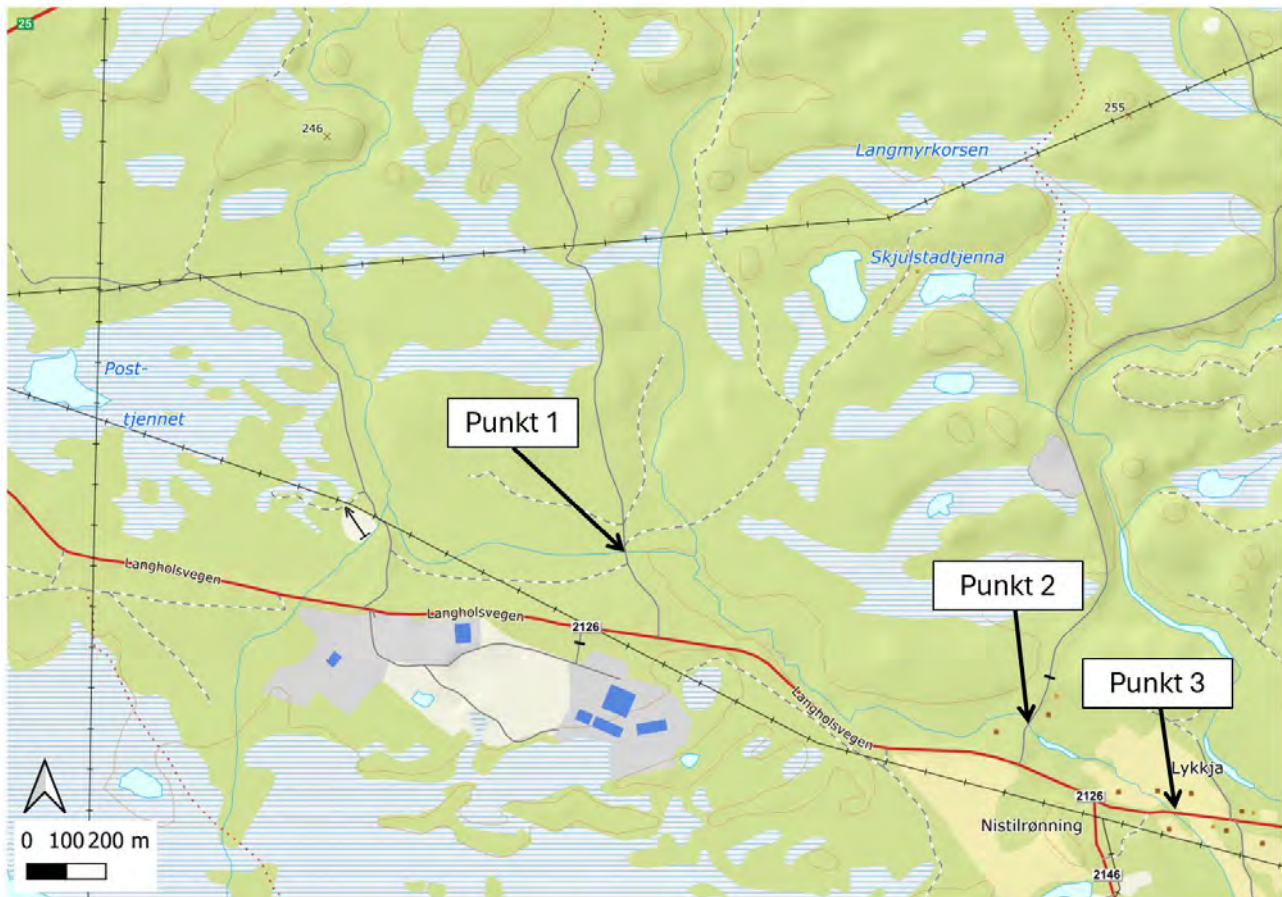 25
246
255
Langmyrkorsen
Skjulstadtjenna
Post-
tjennet
Punkt 1
Langholsvegen
Langholsvegen
2126
Punkt 2
Punkt 3
Langholsvegen
Lykkja
2126
Nistilrønning
2146
0 100 200 m